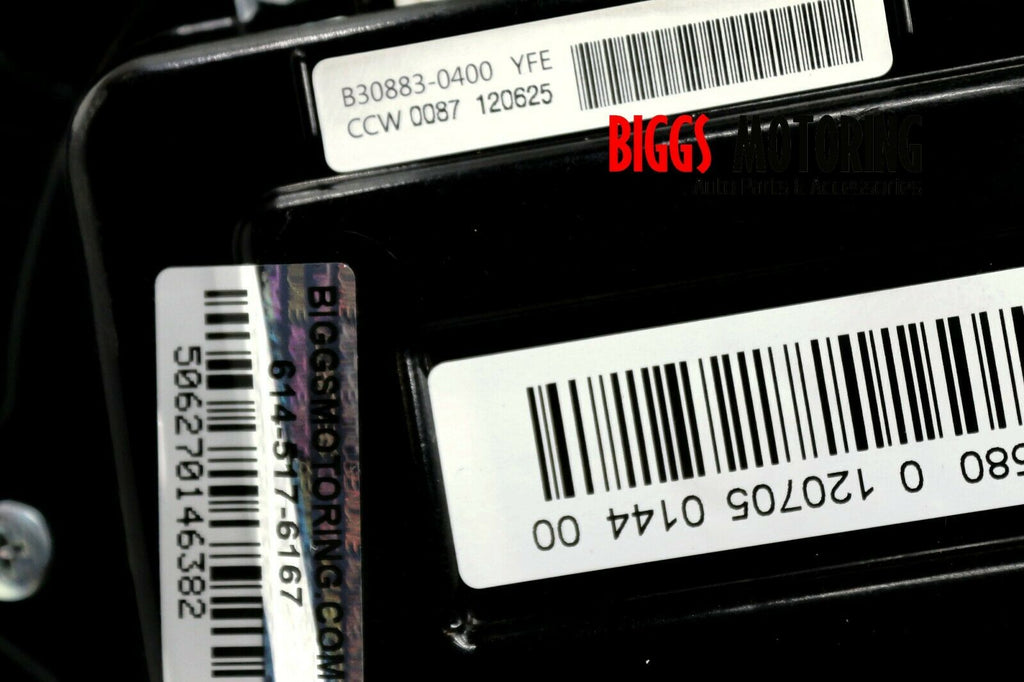 B30883-0400 YFE
CCW 0087 120625
BIGGS MOTORING
Auto Parts & Accessories
BIGGSMOTORING.COM
614-517-6167
506270146382
0 120705 0144 00